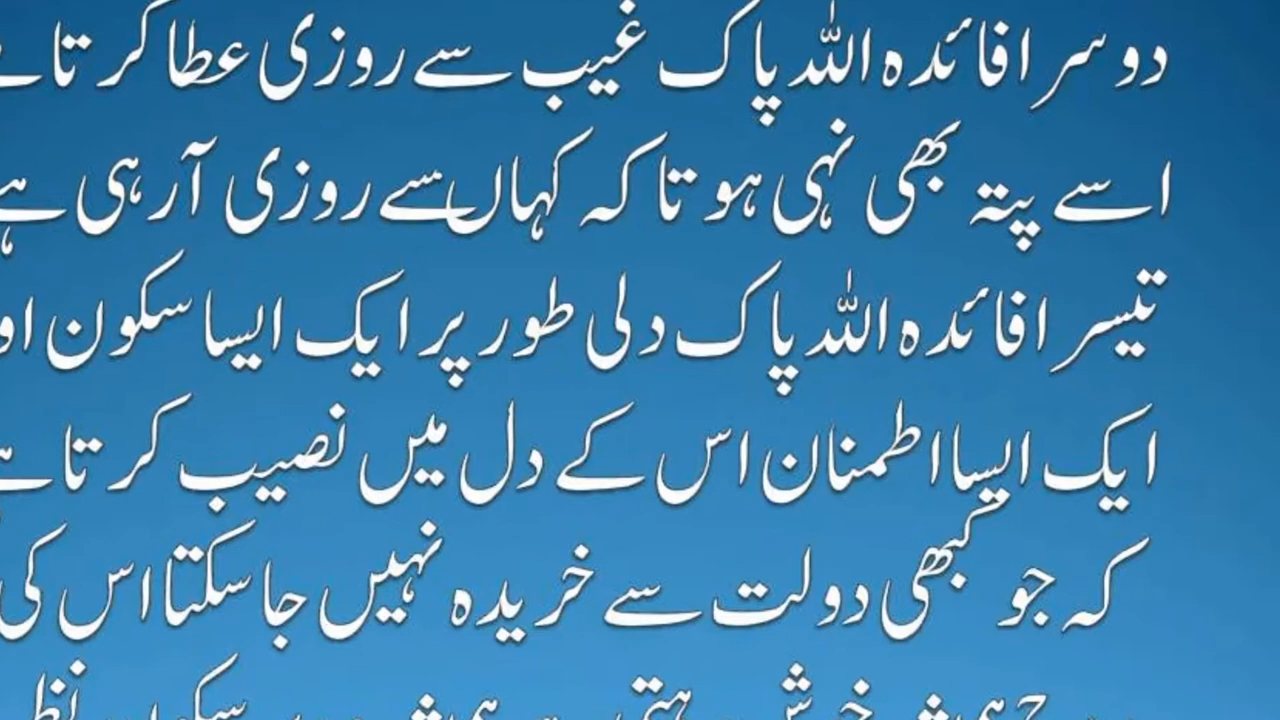 دوسرا فائدہ اللہ پاک غیب سے روزی عطا کرتا
اسے پتہ بھی نہی ہوتا کہ کہاں سے روزی آرہی ہے
تیسرا فائدہ اللہ پاک دلی طور پر ایک ایسا سکون او
ایک ایسا اطمنان اس کے دل میں نصیب کرتا
کہ جو کبھی دولت سے خریدہ نہیں جا سکتا اس کی